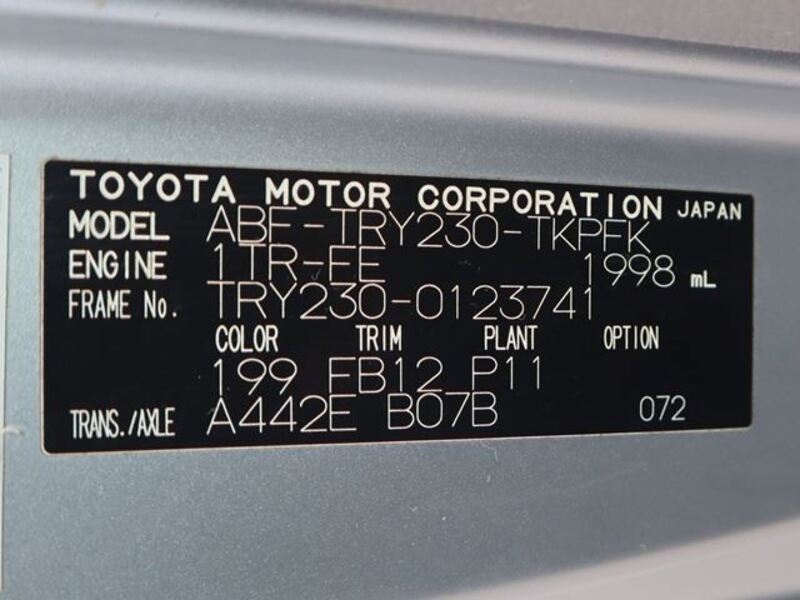 TOYOTA MOTOR CORPORATION JAPAN
MODEL ABF-TRY230-TKPFK
ENGINE 1TR-FE 1998 mL
FRAME No. TRY230-0123741
COLOR TRIM PLANT OPTION
199 FB12 P11
TRANS./AXLE A442E B07B 072